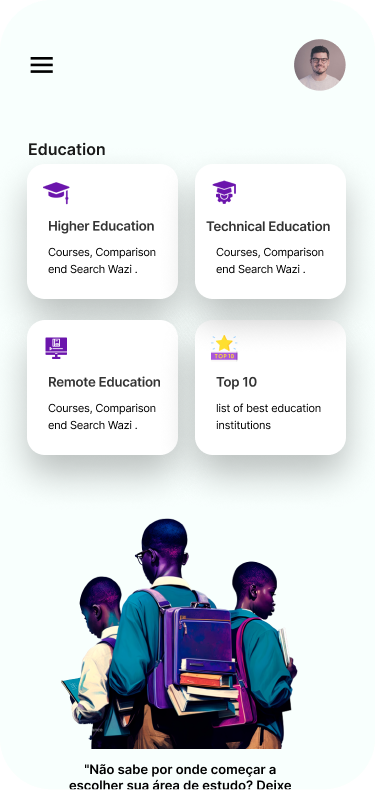 Education
Higher Education
Courses, Comparison
end Search Wazi .
Technical Education
Courses, Comparison
end Search Wazi .
Remote Education
Courses, Comparison
end Search Wazi .
TOP 10
Top 10
list of best education
institutions
"Não sabe por onde começar a
escolher sua área de estudo? Deixe